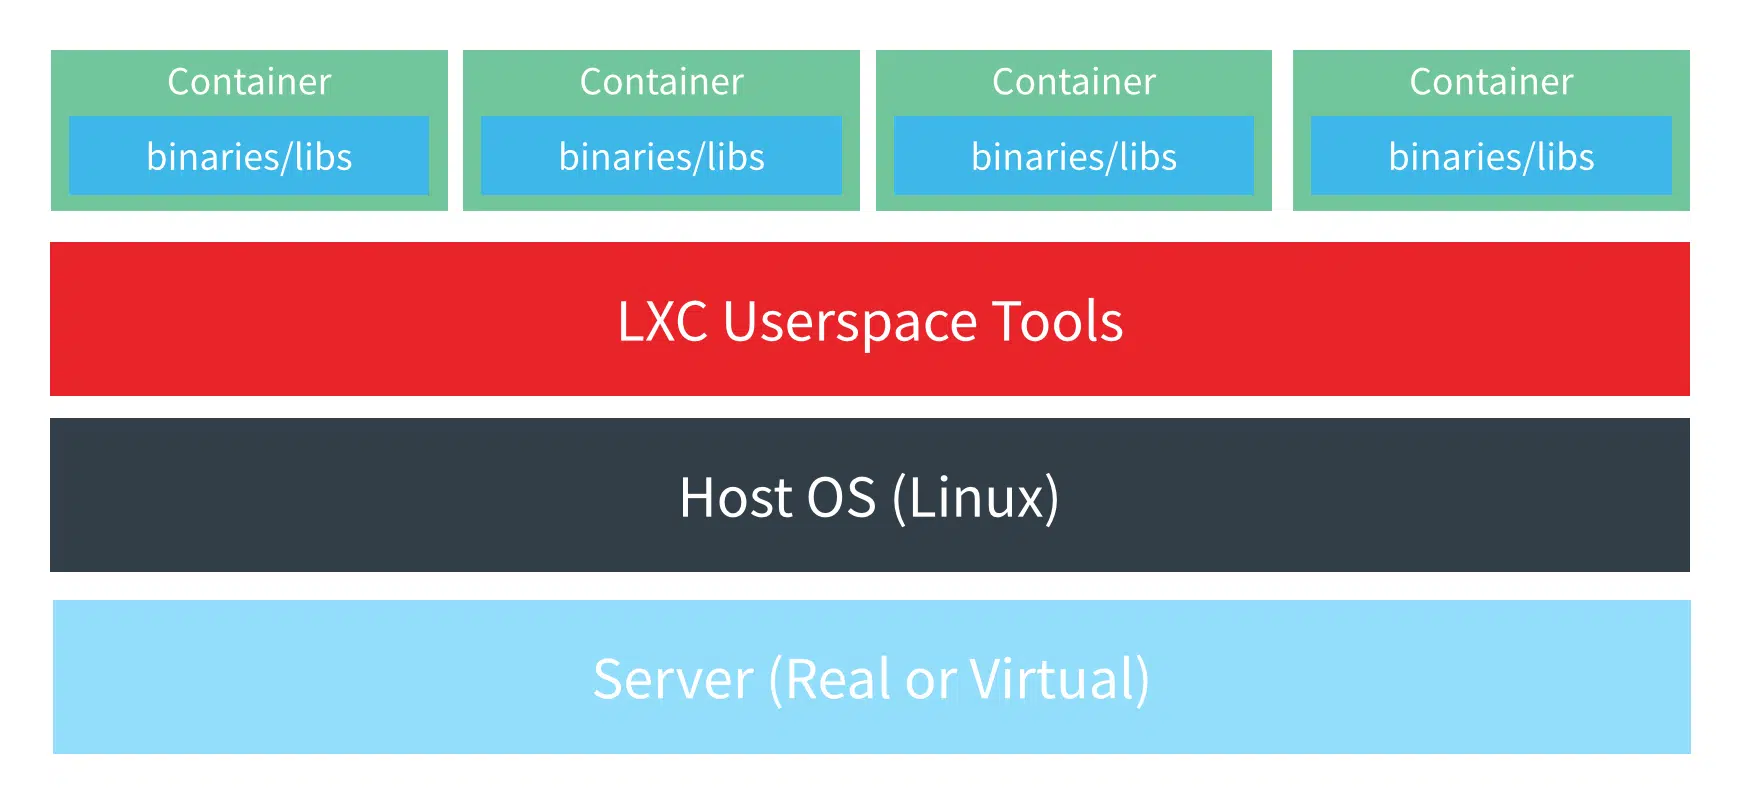 Container
Container
Container
Container
binaries/libs
binaries/libs
binaries/libs
binaries/libs
LXC Userspace Tools
Host OS (Linux)
Server (Real or Virtual)